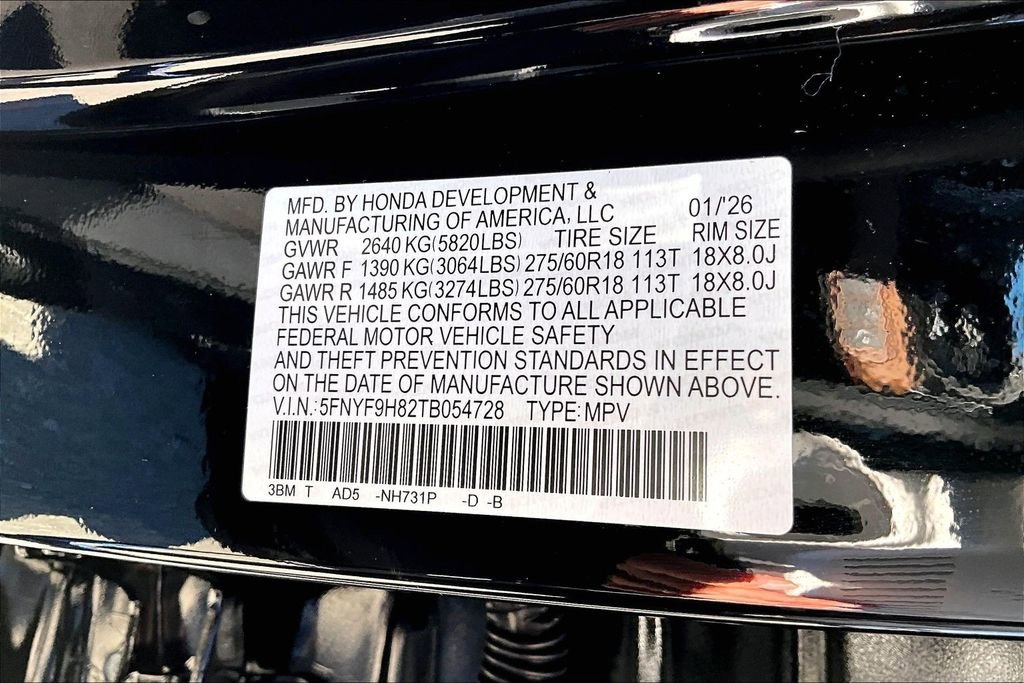 MFD. BY HONDA DEVELOPMENT &
MANUFACTURING OF AMERICA, LLC 01/'26
GVWR 2640 KG(5820LBS) TIRE SIZE RIM SIZE
GAWR F 1390 KG(3064LBS) 275/60R18 113T 18X8.0J
GAWR R 1485 KG(3274LBS) 275/60R18 113T 18X8.0J
THIS VEHICLE CONFORMS TO ALL APPLICABLE
FEDERAL MOTOR VEHICLE SAFETY
AND THEFT PREVENTION STANDARDS IN EFFECT
ON THE DATE OF MANUFACTURE SHOWN ABOVE.
V.I.N.: 5FNYF9H82TB054728 TYPE: MPV
3BM T AD5 -NH731P -D -B